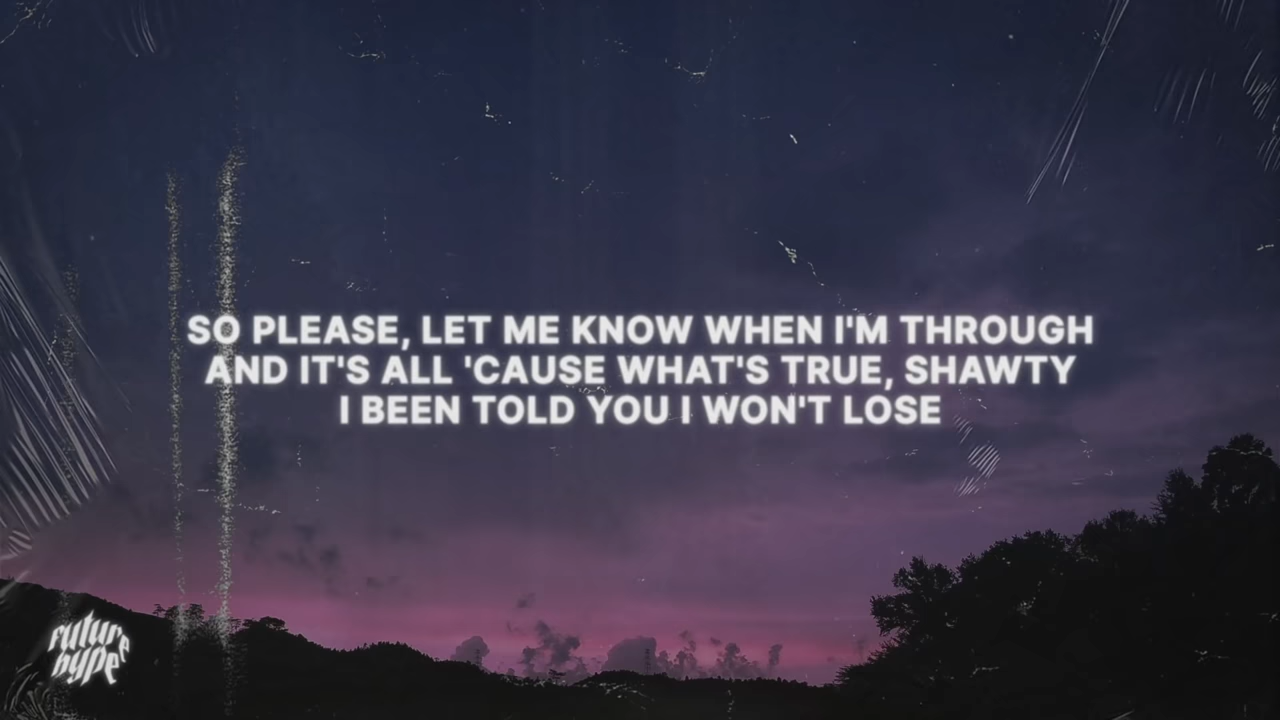 SO PLEASE, LET ME KNOW WHEN I'M THROUGH
AND IT'S ALL 'CAUSE WHAT'S TRUE, SHAWTY
I BEEN TOLD YOU I WON'T LOSE
future
hype